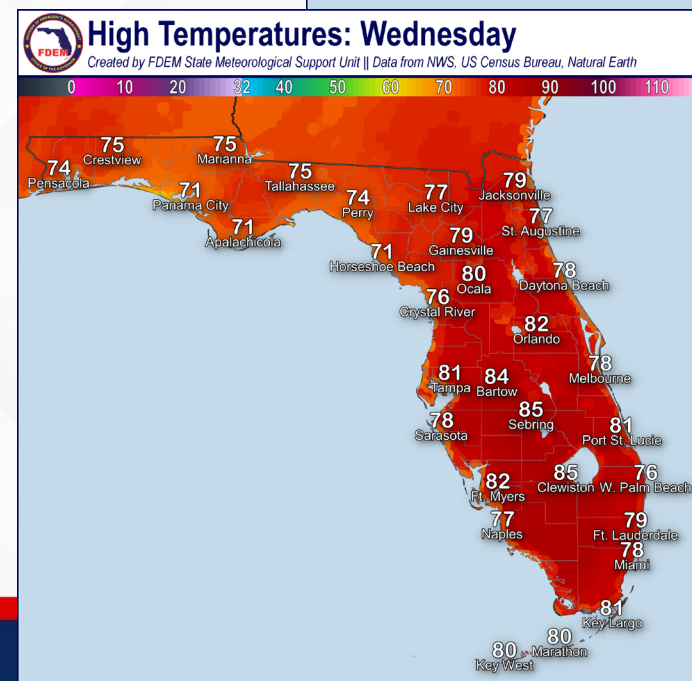 High Temperatures: Wednesday
Created by FDEM State Meteorological Support Unit || Data from NWS, US Census Bureau, Natural Earth
FDEM
0 10 20 32 40 50 60 70 80 90 100 110
75
Crestview
75
Marianna
74
Pensacola
75
Tallahassee
71
Panama City
74
Perry
77
Lake City
79
Jacksonville
71
Apalachicola
77
St. Augustine
79
Gainesville
71
Horseshoe Beach
80
Ocala
78
Daytona Beach
76
Crystal River
82
Orlando
81
Tampa
84
Bartow
78
Melbourne
85
Sebring
78
Sarasota
81
Port St. Lucie
82
Ft. Myers
85
Clewiston
76
W. Palm Beach
77
Naples
79
Ft. Lauderdale
78
Miami
81
Key Largo
80
Marathon
80
Key West